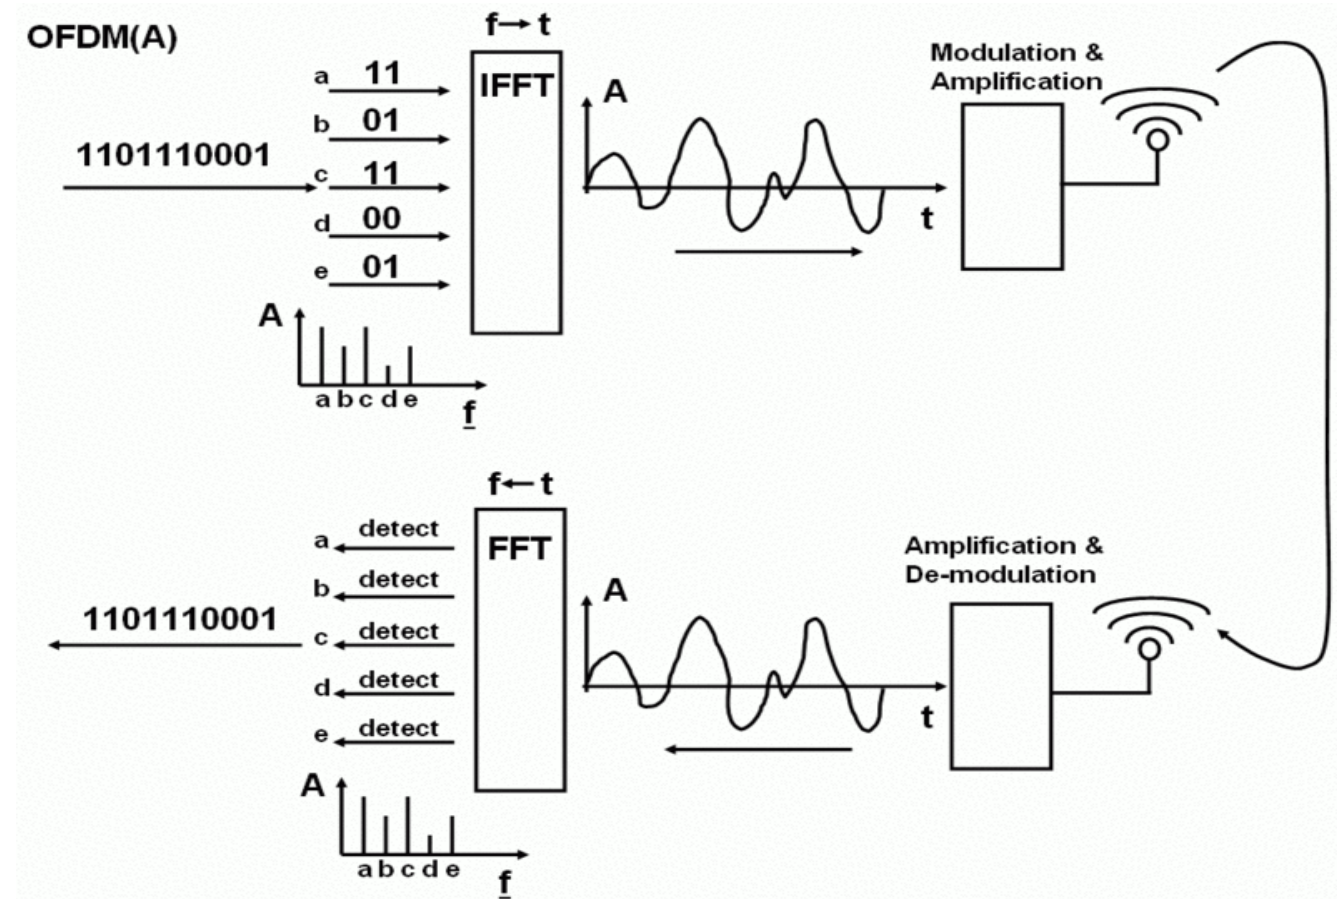 OFDM(A)
f→t
IFFT
1101110001
a 11
b 01
c 11
d 00
e 01
A
a b c d e
f
A
t
Modulation &
Amplification
f←t
FFT
1101110001
a detect
b detect
c detect
d detect
e detect
A
a b c d e
f
A
t
Amplification &
De-modulation